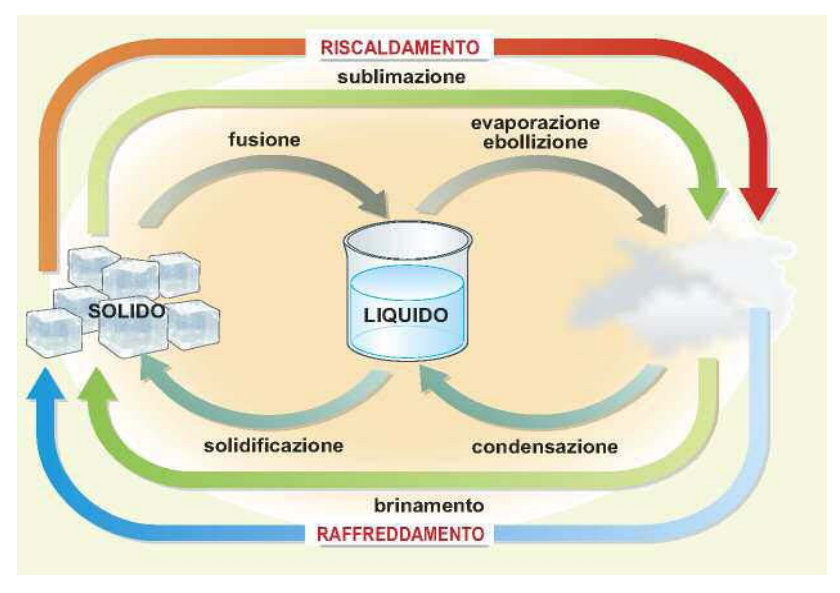 RISCALDAMENTO
sublimazione
fusione
evaporazione
ebollizione
SOLIDO
LIQUIDO
solidificazione
condensazione
brinamento
RAFFREDDAMENTO